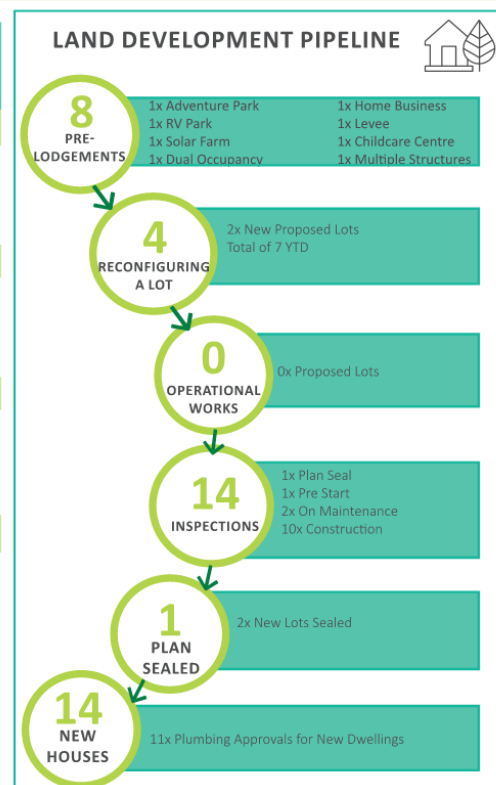 LAND DEVELOPMENT PIPELINE
8
PRE-
LODGEMENTS
1x Adventure Park
1x RV Park
1x Solar Farm
1x Dual Occupancy
1x Home Business
1x Levee
1x Childcare Centre
1x Multiple Structures
4
RECONFIGURING
A LOT
2x New Proposed Lots
Total of 7 YTD
0
OPERATIONAL
WORKS
0x Proposed Lots
14
INSPECTIONS
1x Plan Seal
1x Pre Start
2x On Maintenance
10x Construction
1
PLAN
SEALED
2x New Lots Sealed
14
NEW
HOUSES
11x Plumbing Approvals for New Dwellings